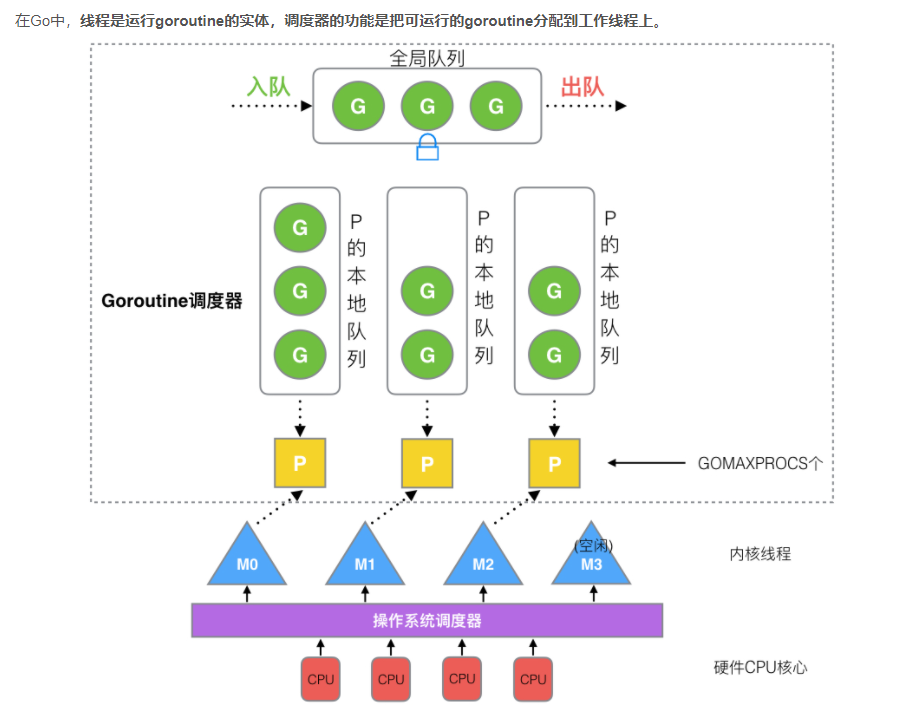 在Go中，线程是运行goroutine的实体，调度器的功能是把可运行的goroutine分配到工作线程上。
全局队列
入队
出队
G G G
G
G G G
G G G
P的本地队列
P的本地队列
P的本地队列
Goroutine调度器
P P P
GOMAXPROCS个
(空闲)
M0 M1 M2 M3
内核线程
操作系统调度器
CPU CPU CPU CPU
硬件CPU核心